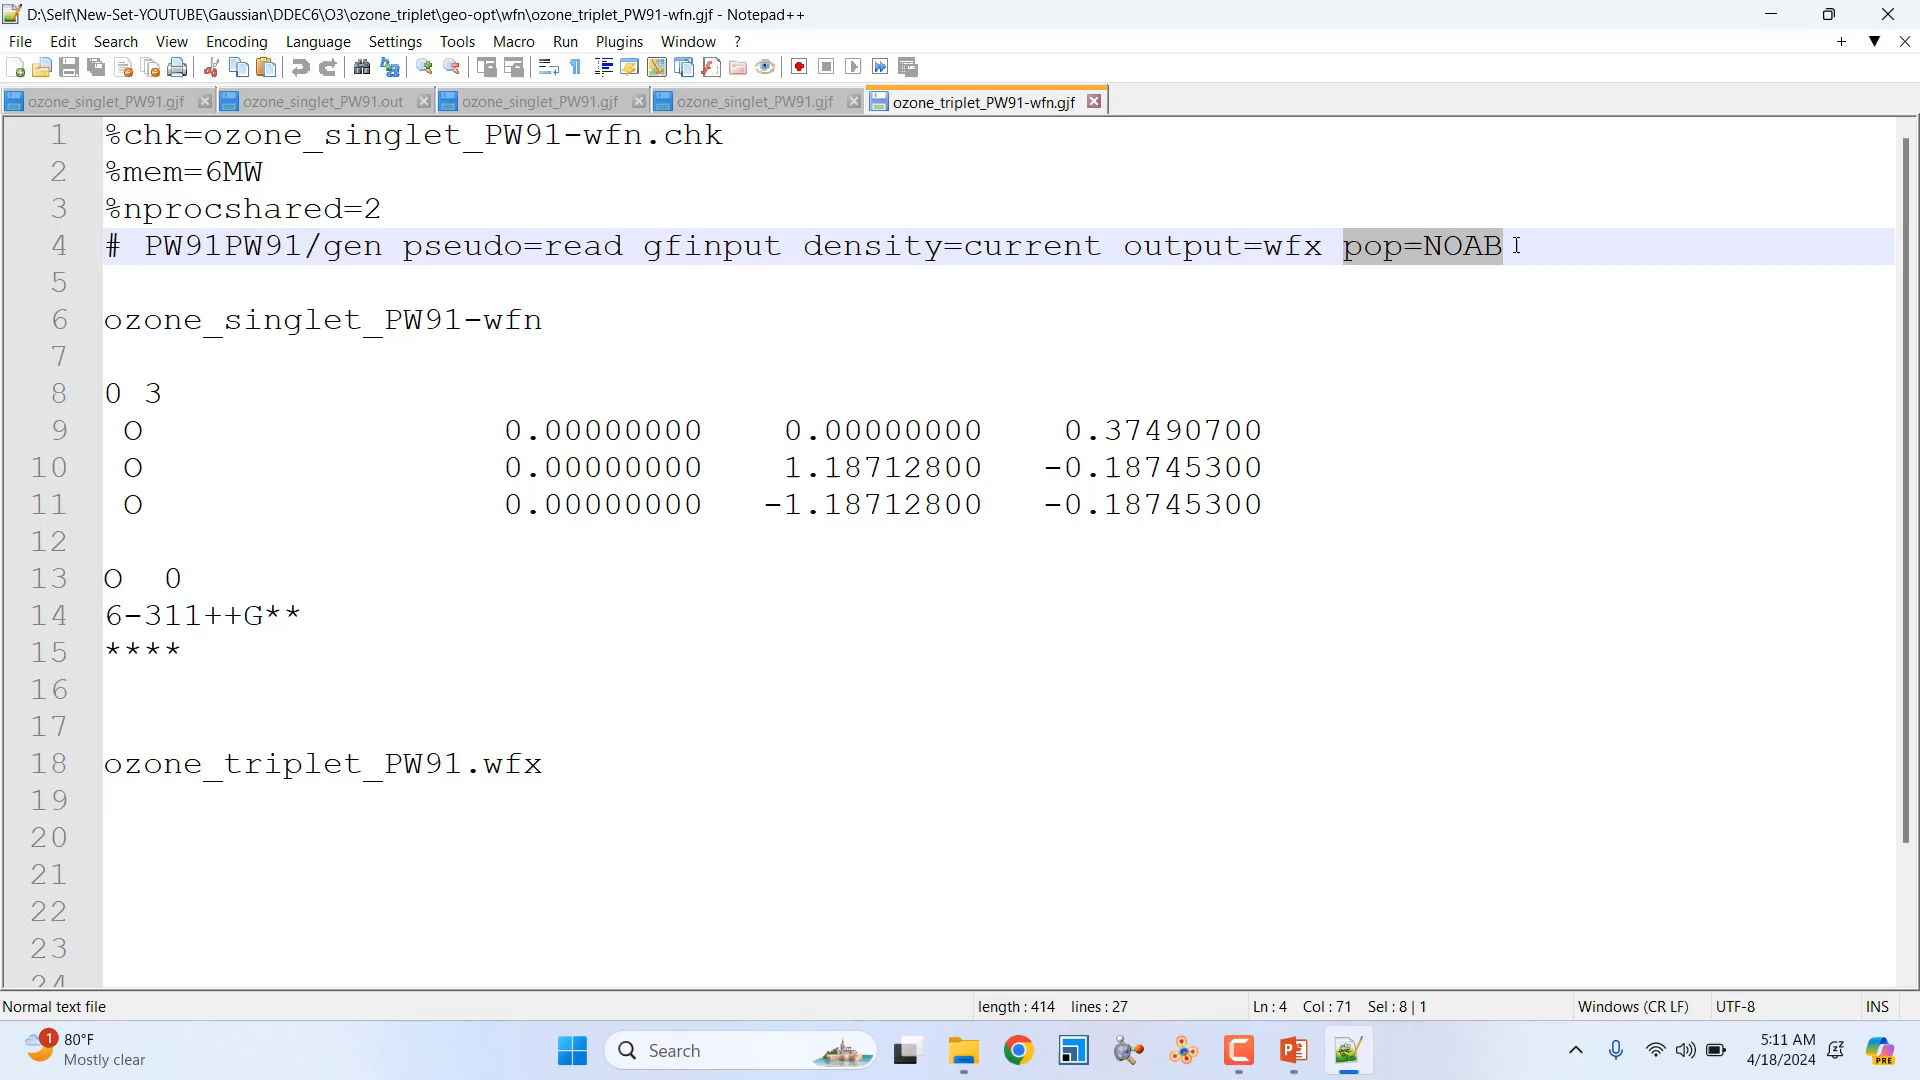 D:\Self\New-Set-YOUTUBE\Gaussian\DDEC6\O3\ozone_triplet\geo-opt\wfn\ozone_triplet_PW91-wfn.gjf - Notepad++
File Edit Search View Encoding Language Settings Tools Macro Run Plugins Window ?
ozone_singlet_PW91.gjf ozone_singlet_PW91.out ozone_singlet_PW91.gjf ozone_singlet_PW91.gjf ozone_triplet_PW91-wfn.gjf
1 %chk=ozone_singlet_PW91-wfn.chk
2 %mem=6MW
3 %nprocshared=2
4 # PW91PW91/gen pseudo=read gfinput density=current output=wfx pop=NOAB
5
6 ozone_singlet_PW91-wfn
7
8 0 3
9 O 0.00000000 0.00000000 0.37490700
10 O 0.00000000 1.18712800 -0.18745300
11 O 0.00000000 -1.18712800 -0.18745300
12
13 O 0
14 6-311++G**
15 ****
16
17
18 ozone_triplet_PW91.wfx
19
20
21
22
23
24
Normal text file length : 414 lines : 27 Ln : 4 Col : 71 Sel : 8 | 1 Windows (CR LF) UTF-8 INS
1 80°F
Mostly clear
Search
5:11 AM
4/18/2024
PRE